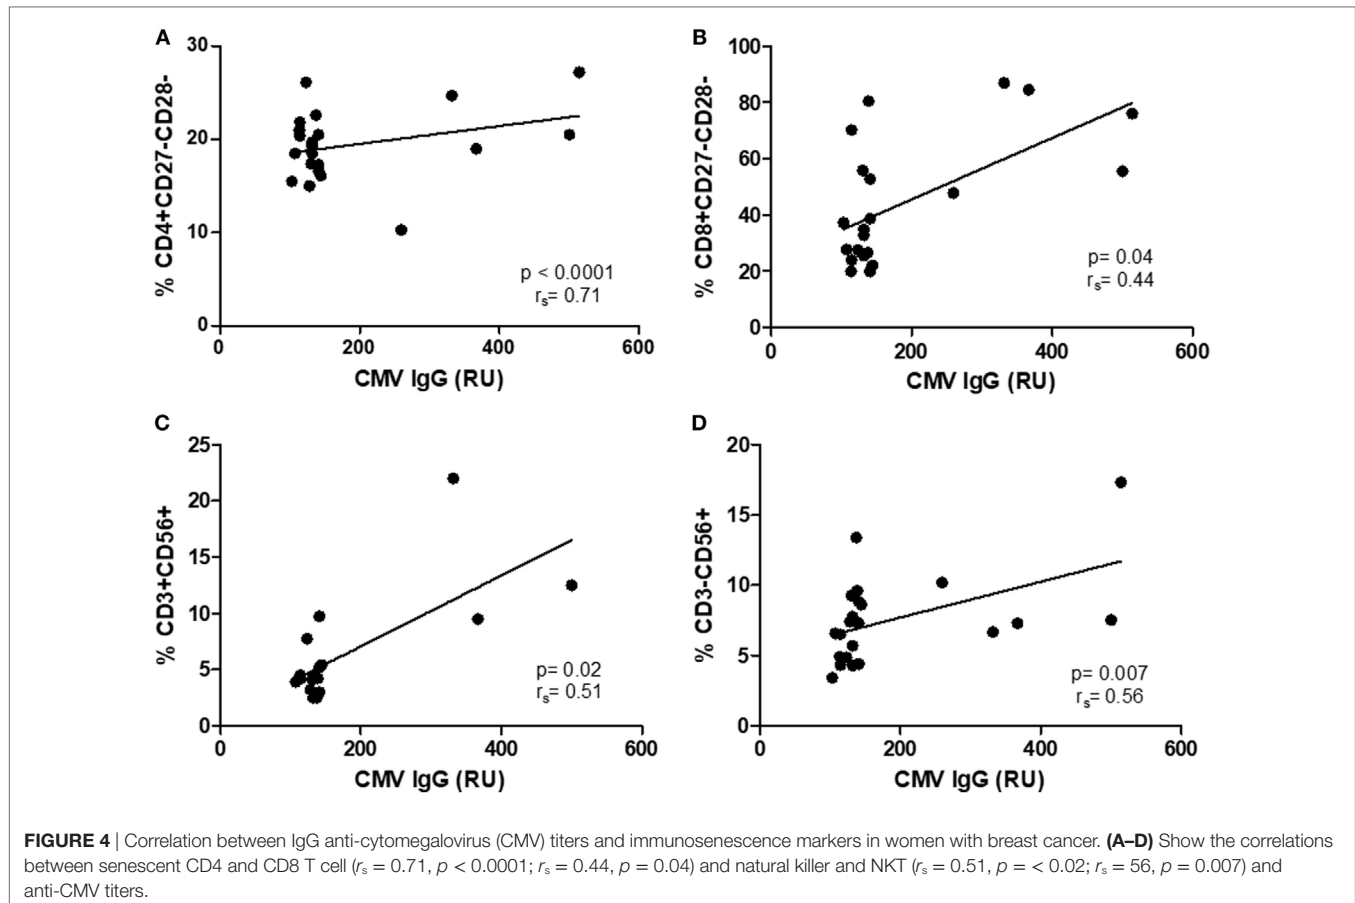 A
30
20
10
0
% CD4+CD27-CD28-
p < 0.0001
rs= 0.71
0 200 400 600
CMV IgG (RU)
B
100
80
60
40
20
0
% CD8+CD27-CD28-
p= 0.04
rs= 0.44
0 200 400 600
CMV IgG (RU)
C
25
20
15
10
5
0
% CD3+CD56+
p= 0.02
rs= 0.51
0 200 400 600
CMV IgG (RU)
D
20
15
10
5
0
% CD3-CD56+
p= 0.007
rs= 0.56
0 200 400 600
CMV IgG (RU)
FIGURE 4 | Correlation between IgG anti-cytomegalovirus (CMV) titers and immunosenescence markers in women with breast cancer. (A–D) Show the correlations
between senescent CD4 and CD8 T cell (rs = 0.71, p < 0.0001; rs = 0.44, p = 0.04) and natural killer and NKT (rs = 0.51, p = < 0.02; rs = 56, p = 0.007) and
anti-CMV titers.